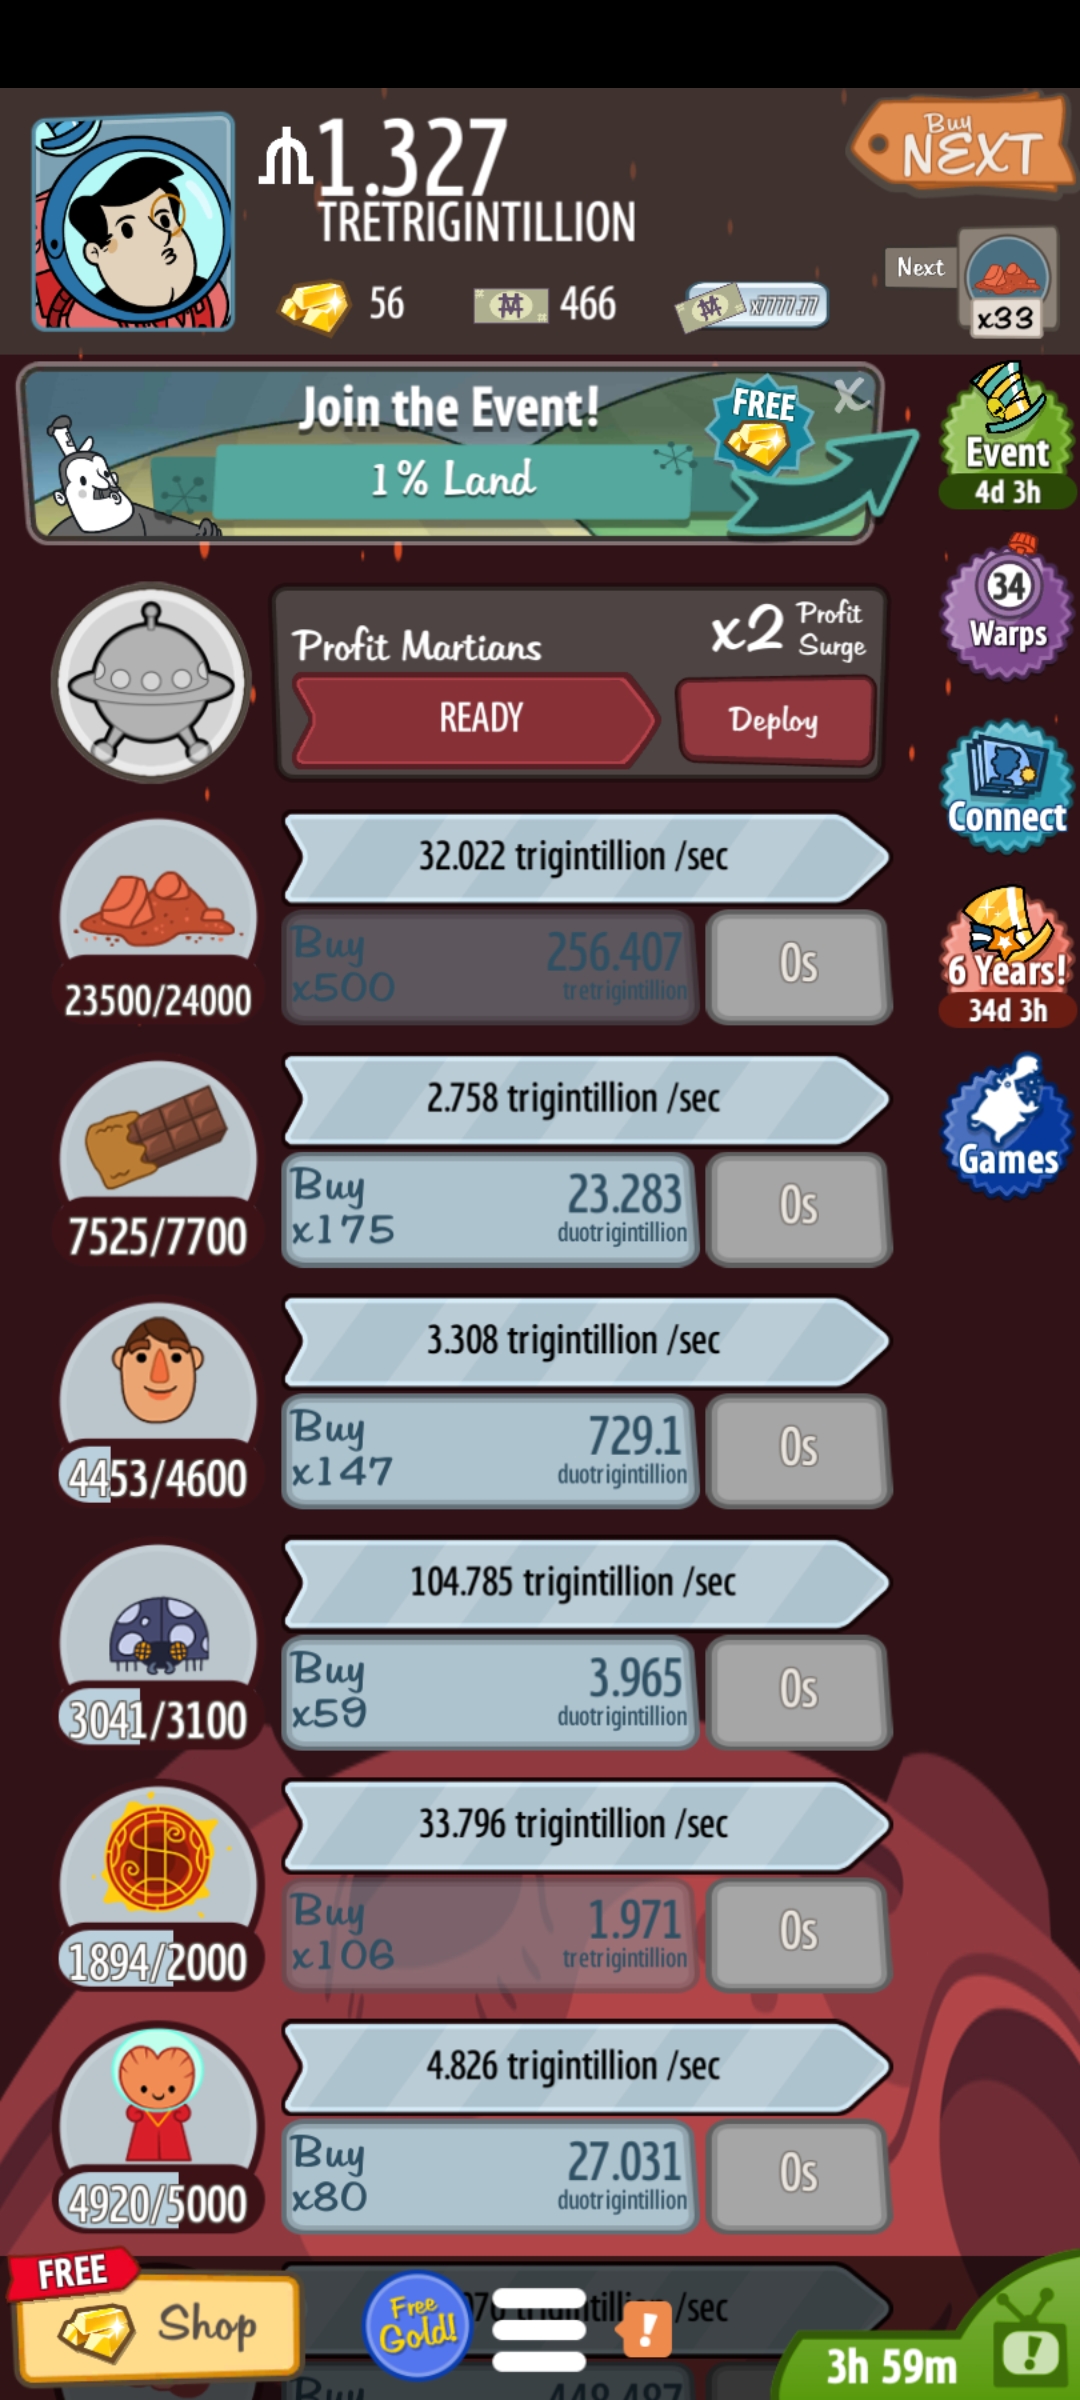 1.327
TRETRIGINTILLION
Buy
NEXT
56
466
x7777.77
Next
x33
Join the Event!
1% Land
FREE
X
Event
4d 3h
Profit Martians
x2 Profit
Surge
READY
Deploy
34
Warps
32.022 trigintillion /sec
Buy
x500
256.407
tretrigintillion
0s
23500/24000
Connect
6 Years!
34d 3h
2.758 trigintillion /sec
Buy
x175
23.283
duotrigintillion
0s
7525/7700
Games
3.308 trigintillion /sec
Buy
x147
729.1
duotrigintillion
0s
4453/4600
104.785 trigintillion /sec
Buy
x59
3.965
duotrigintillion
0s
3041/3100
33.796 trigintillion /sec
Buy
x106
1.971
tretrigintillion
0s
1894/2000
4.826 trigintillion /sec
Buy
x80
27.031
duotrigintillion
0s
4920/5000
FREE
Shop
Free
Gold!
/sec
!
3h 59m
!
Buy